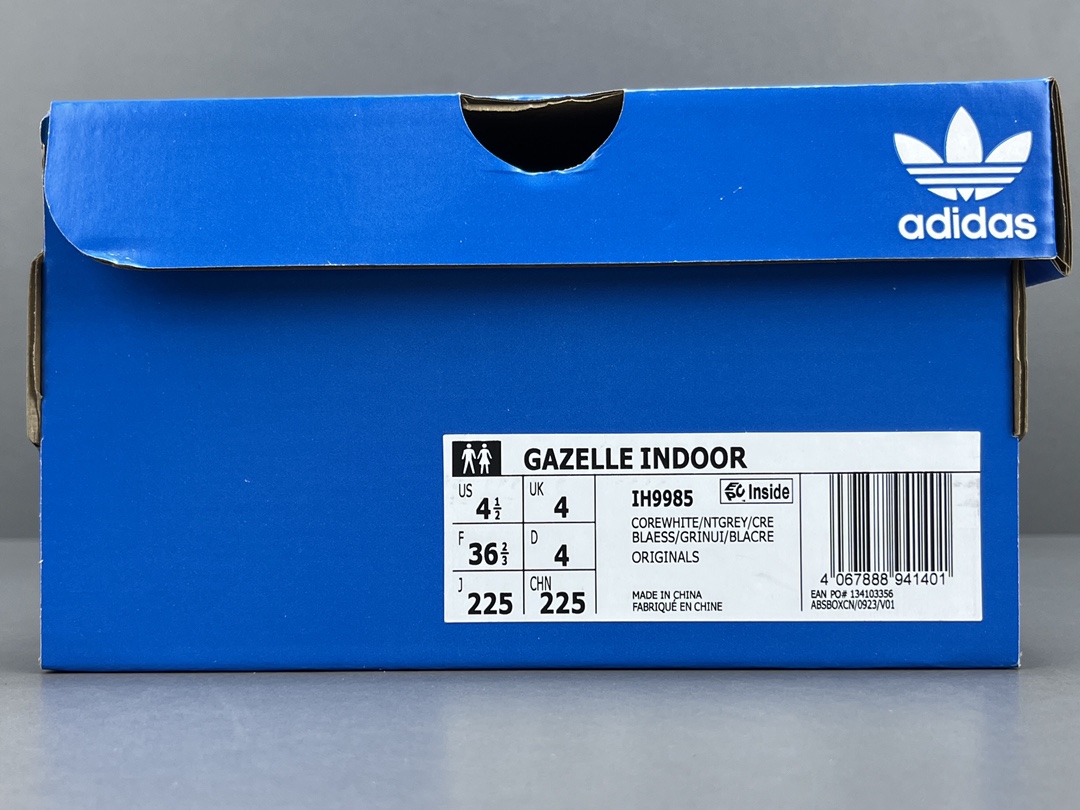 adidas
GAZELLE INDOOR
US 4 1/2
UK 4
F 36 2/3
D 4
J 225
CHN 225
IH9985
Inside
COREWHITE/NTGREY/CRE
BLAESS/GRINUI/BLACRE
ORIGINALS
MADE IN CHINA
FABRIQUÉ EN CHINE
4 067888 941401
EAN PO# 134103356
ABSBOXCN/0923/V01